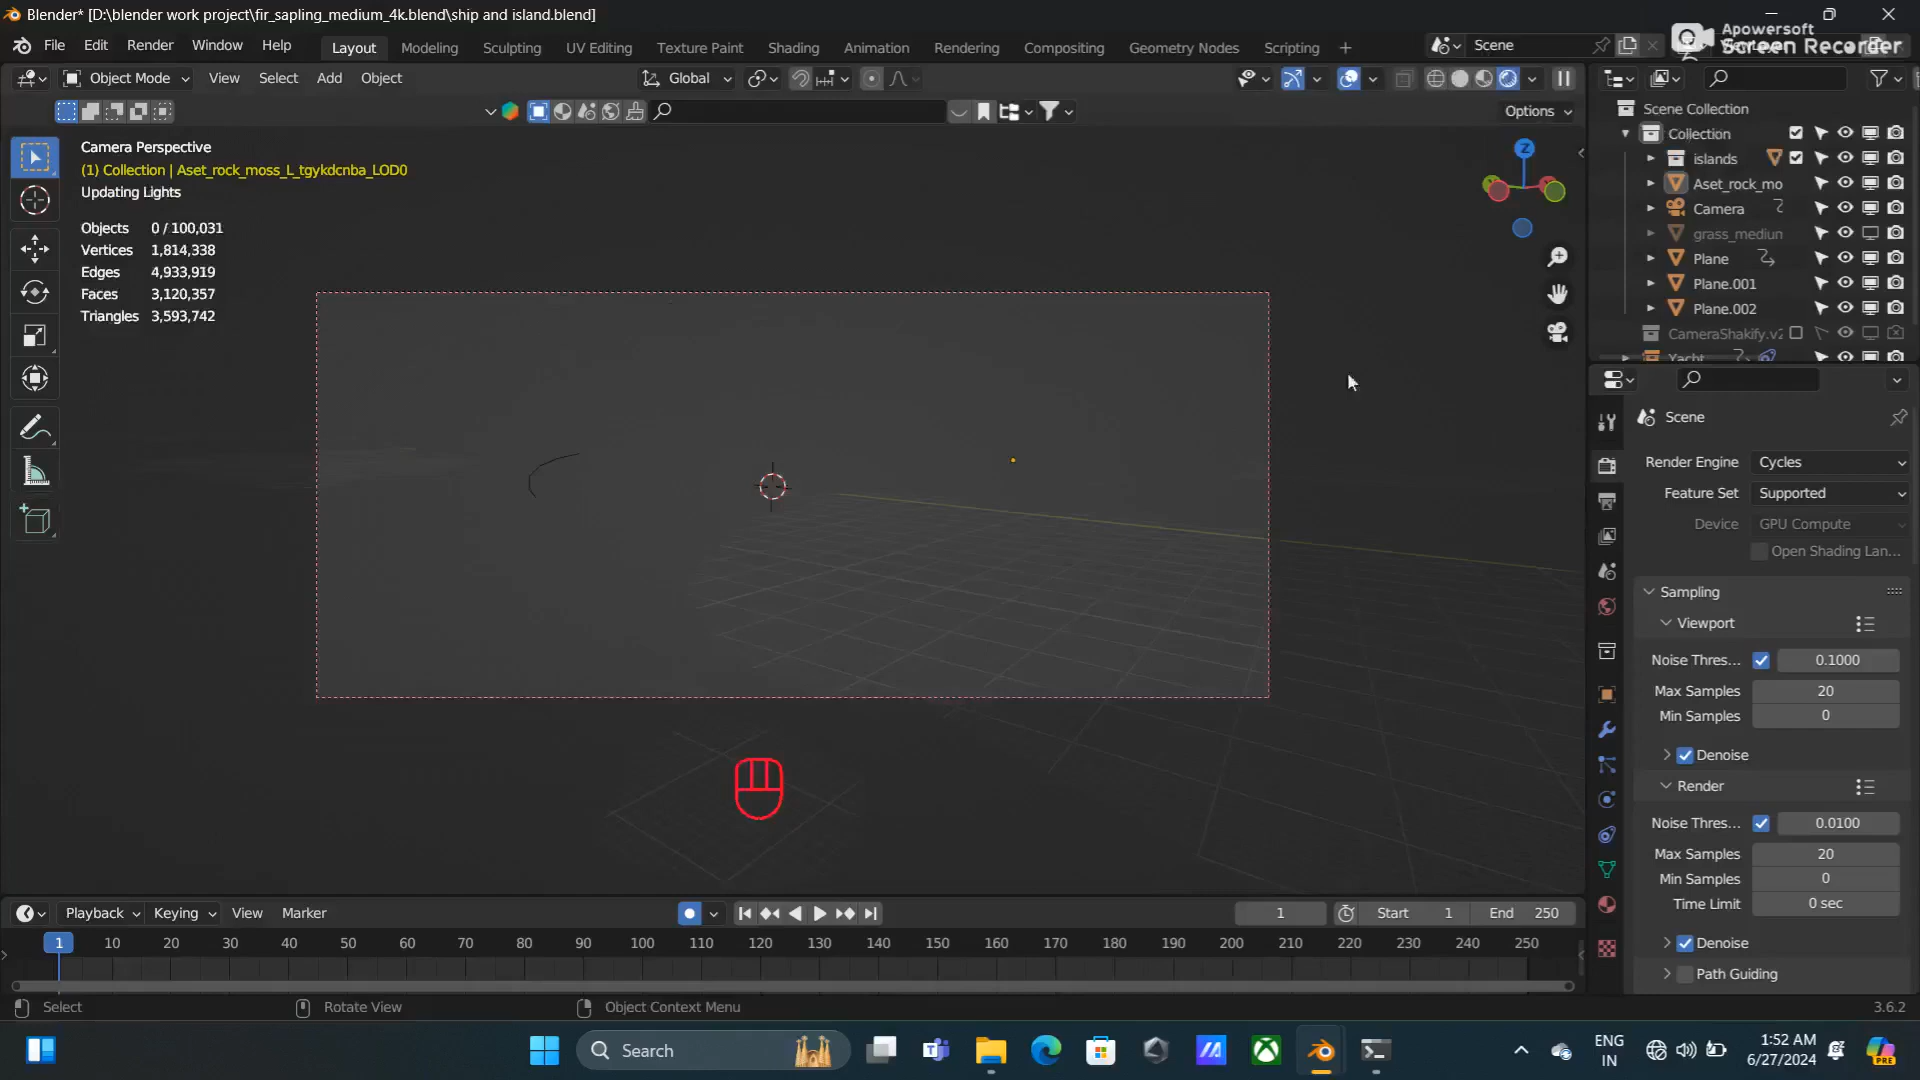 Blender* [D:\blender work project\fir_sapling_medium_4k.blend\ship and island.blend]
File Edit Render Window Help
Layout Modeling Sculpting UV Editing Texture Paint Shading Animation Rendering Compositing Geometry Nodes Scripting +
Scene
Apowersoft
Screen Recorder
Object Mode View Select Add Object
Global
Options
Camera Perspective
(1) Collection | Aset_rock_moss_L_tgykdcnba_LOD0
Updating Lights
Objects 0 / 100,031
Vertices 1,814,338
Edges 4,933,919
Faces 3,120,357
Triangles 3,593,742
Z
Scene Collection
Collection
islands
Aset_rock_mo
Camera
grass_mediun
Plane
Plane.001
Plane.002
CameraShakify.v2
Yacht
Scene
Render Engine Cycles
Feature Set Supported
Device GPU Compute
Open Shading Lan...
Sampling
Viewport
Noise Thres... 0.1000
Max Samples 20
Min Samples 0
Denoise
Render
Noise Thres... 0.0100
Max Samples 20
Min Samples 0
Time Limit 0 sec
Denoise
Path Guiding
Playback Keying View Marker
1 Start 1 End 250
1 10 20 30 40 50 60 70 80 90 100 110 120 130 140 150 160 170 180 190 200 210 220 230 240 250
Select Rotate View Object Context Menu 3.6.2
Search
ENG
IN
1:52 AM
6/27/2024
PRE